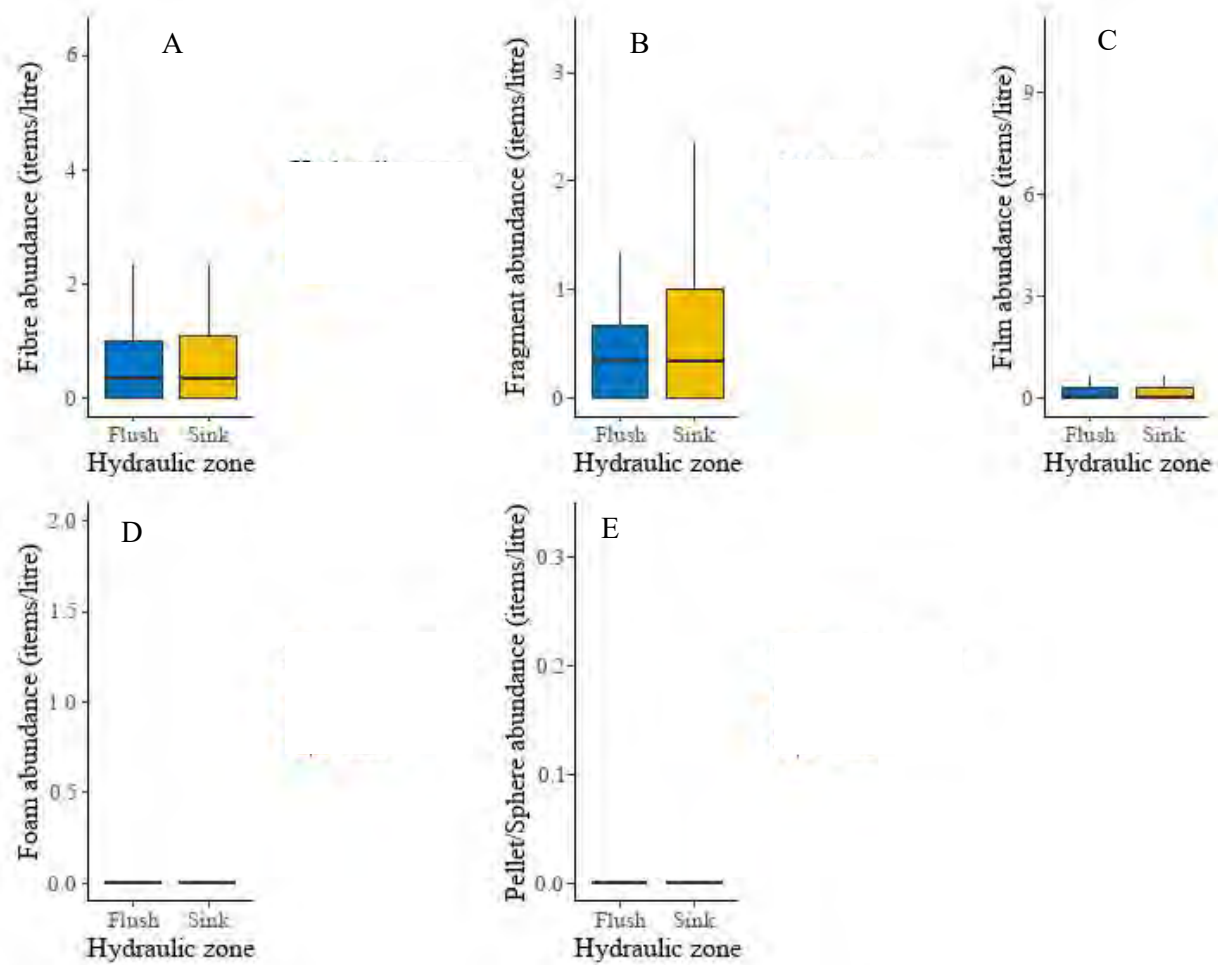 A
Fibre abundance (items/litre)
6
4
2
0
Flush Sink
Hydraulic zone
B
Fragment abundance (items/litre)
3
2
1
0
Flush Sink
Hydraulic zone
C
Film abundance (items/litre)
9
6
3
0
Flush Sink
Hydraulic zone
D
Foam abundance (items/litre)
2.0
1.5
1.0
0.5
0.0
Flush Sink
Hydraulic zone
E
Pellet/Sphere abundance (items/litre)
0.3
0.2
0.1
0.0
Flush Sink
Hydraulic zone